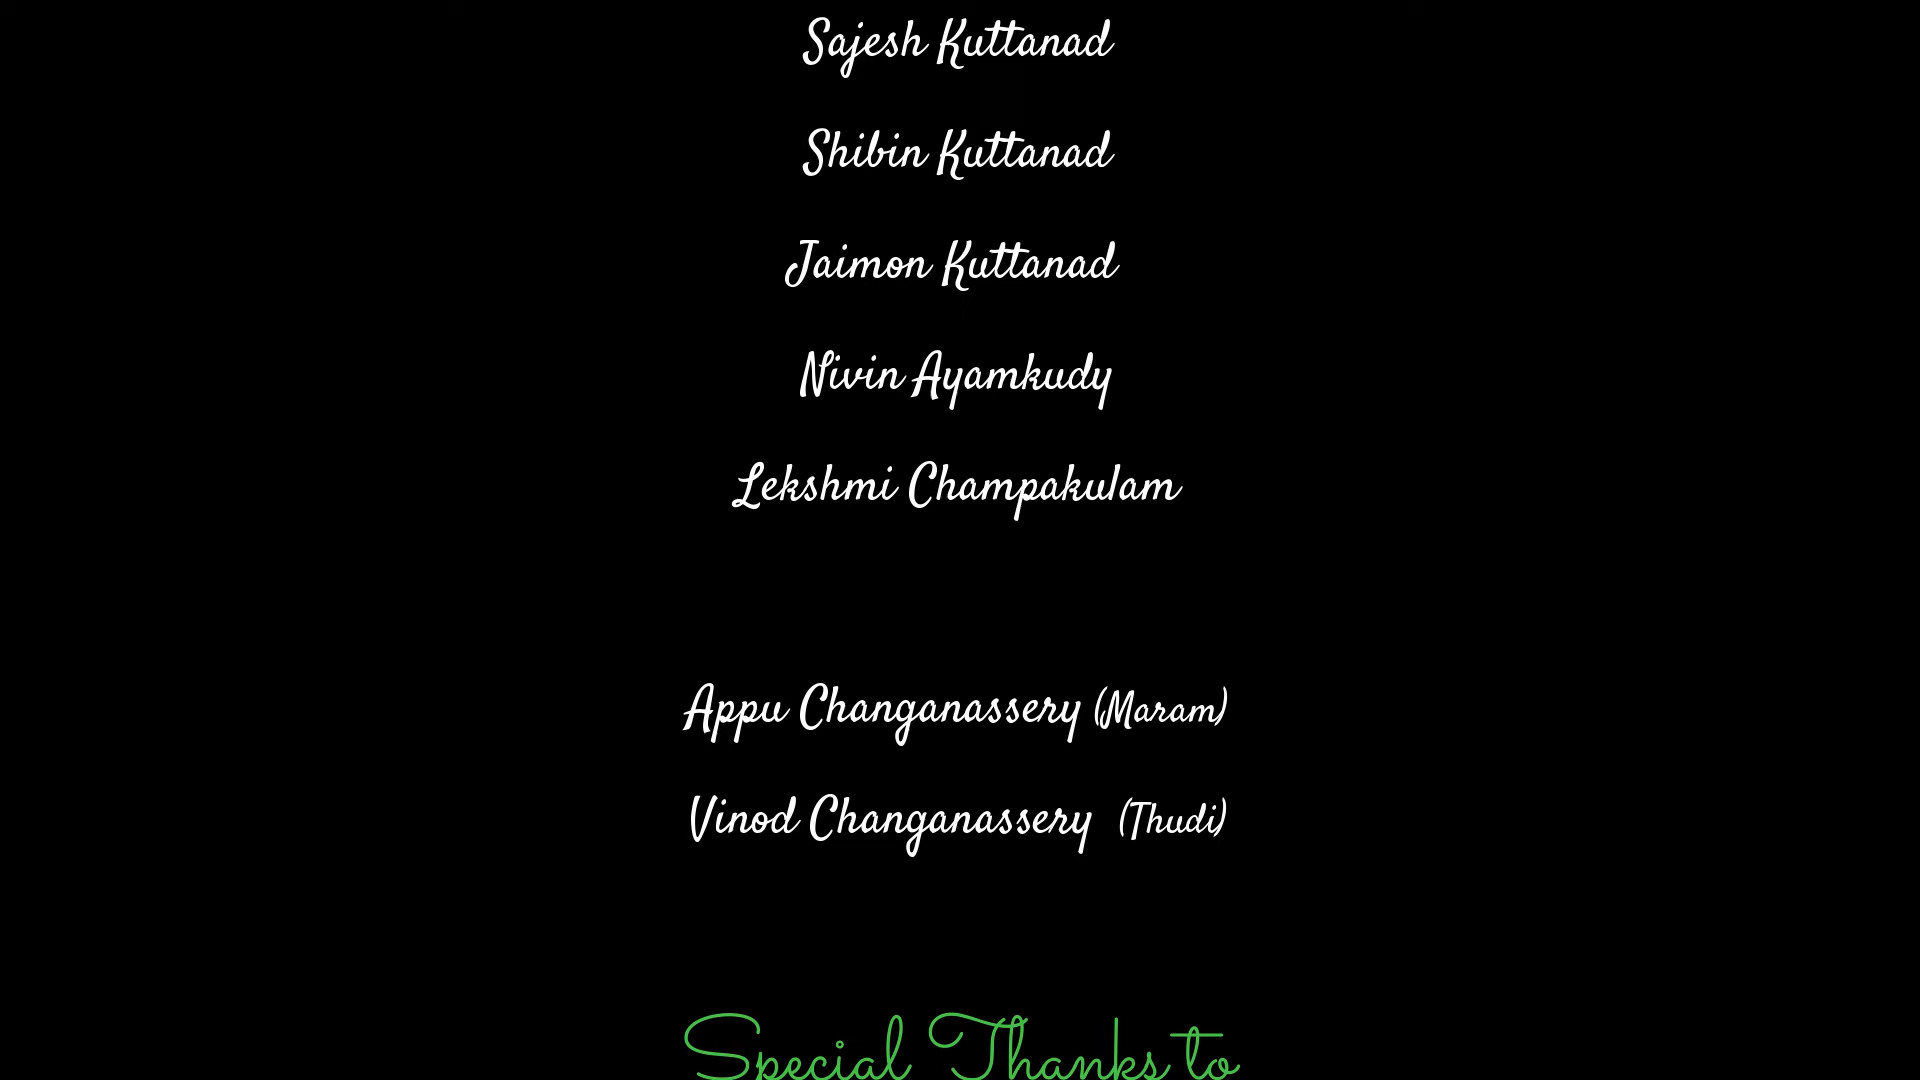 Sajesh Kuttanad
Shibin Kuttanad
Jaimon Kuttanad
Nivin Ayamkudy
Lekshmi Champakulam
Appu Changanassery (Maram)
Vinod Changanassery (Thudi)
Special Thanks to